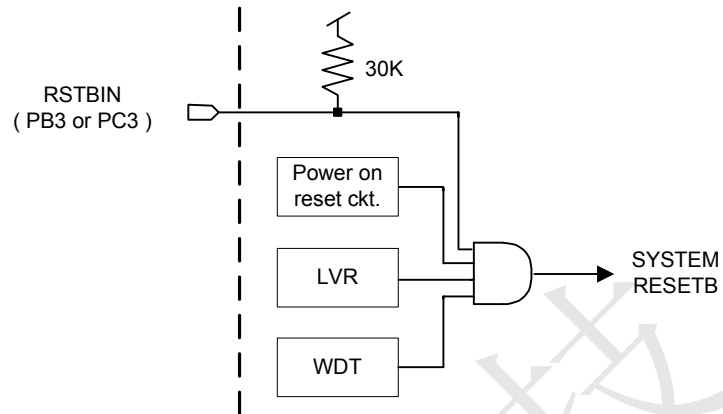 30K
RSTBIN
( PB3 or PC3 )
Power on
reset ckt.
LVR
SYSTEM
RESETB
WDT